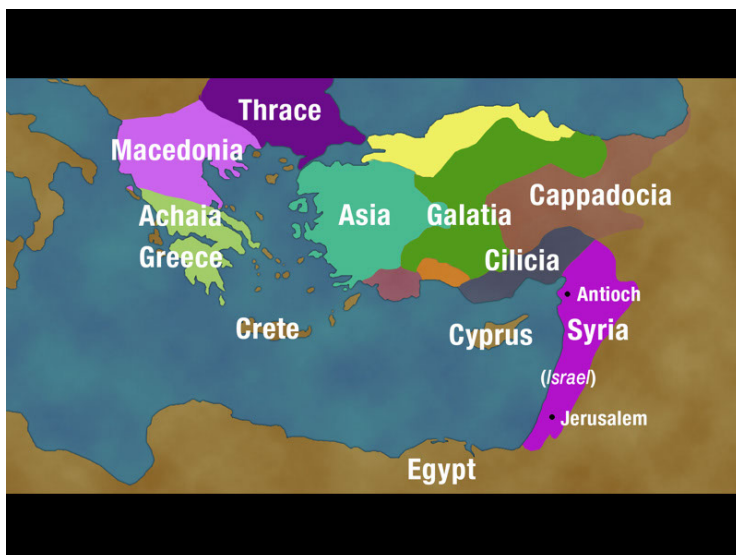 Thrace
Macedonia
Cappadocia
Achaia
Asia
Galatia
Greece
Cilicia
Antioch
Crete
Cyprus
Syria
(Israel)
Jerusalem
Egypt